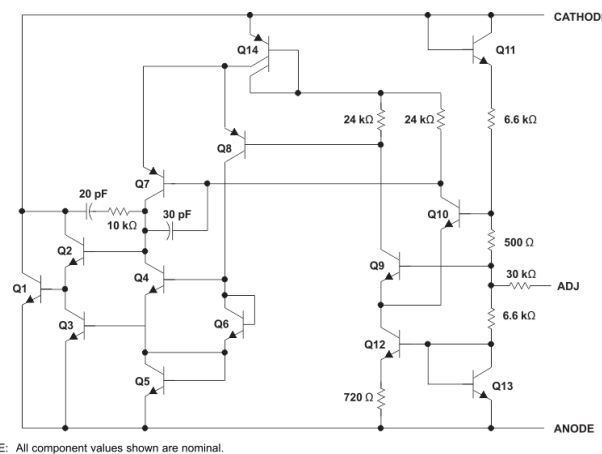 CATHODE
Q14
Q11
24 kΩ
24 kΩ
6.6 kΩ
Q8
Q7
20 pF
30 pF
Q10
10 kΩ
500 Ω
Q2
Q9
30 kΩ
Q4
ADJ
Q1
6.6 kΩ
Q3
Q6
Q12
Q5
Q13
720 Ω
ANODE
E: All component values shown are nominal.